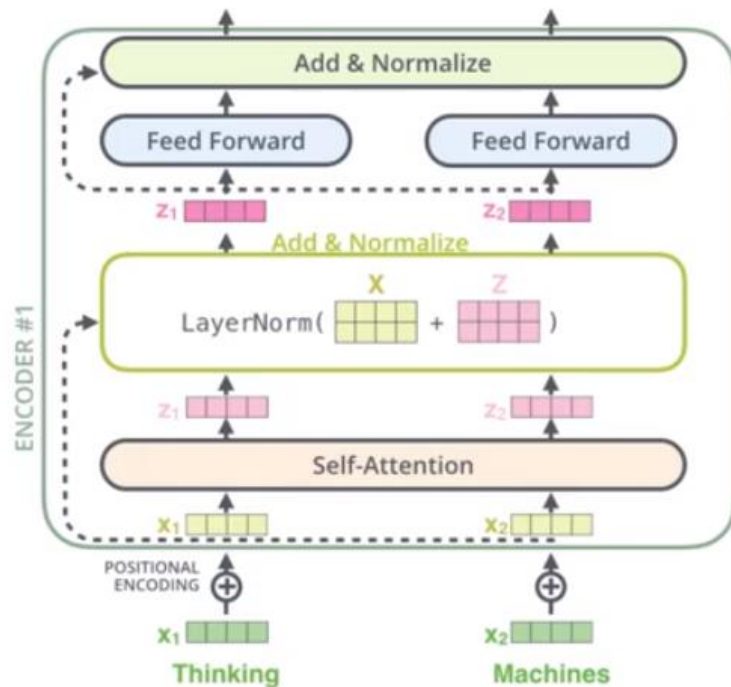 Add & Normalize
Feed Forward Feed Forward
z1 z2
Add & Normalize
X Z
LayerNorm( + )
ENCODER #1
z1 z2
Self-Attention
x1 x2
POSITIONAL
ENCODING
x1 x2
Thinking Machines